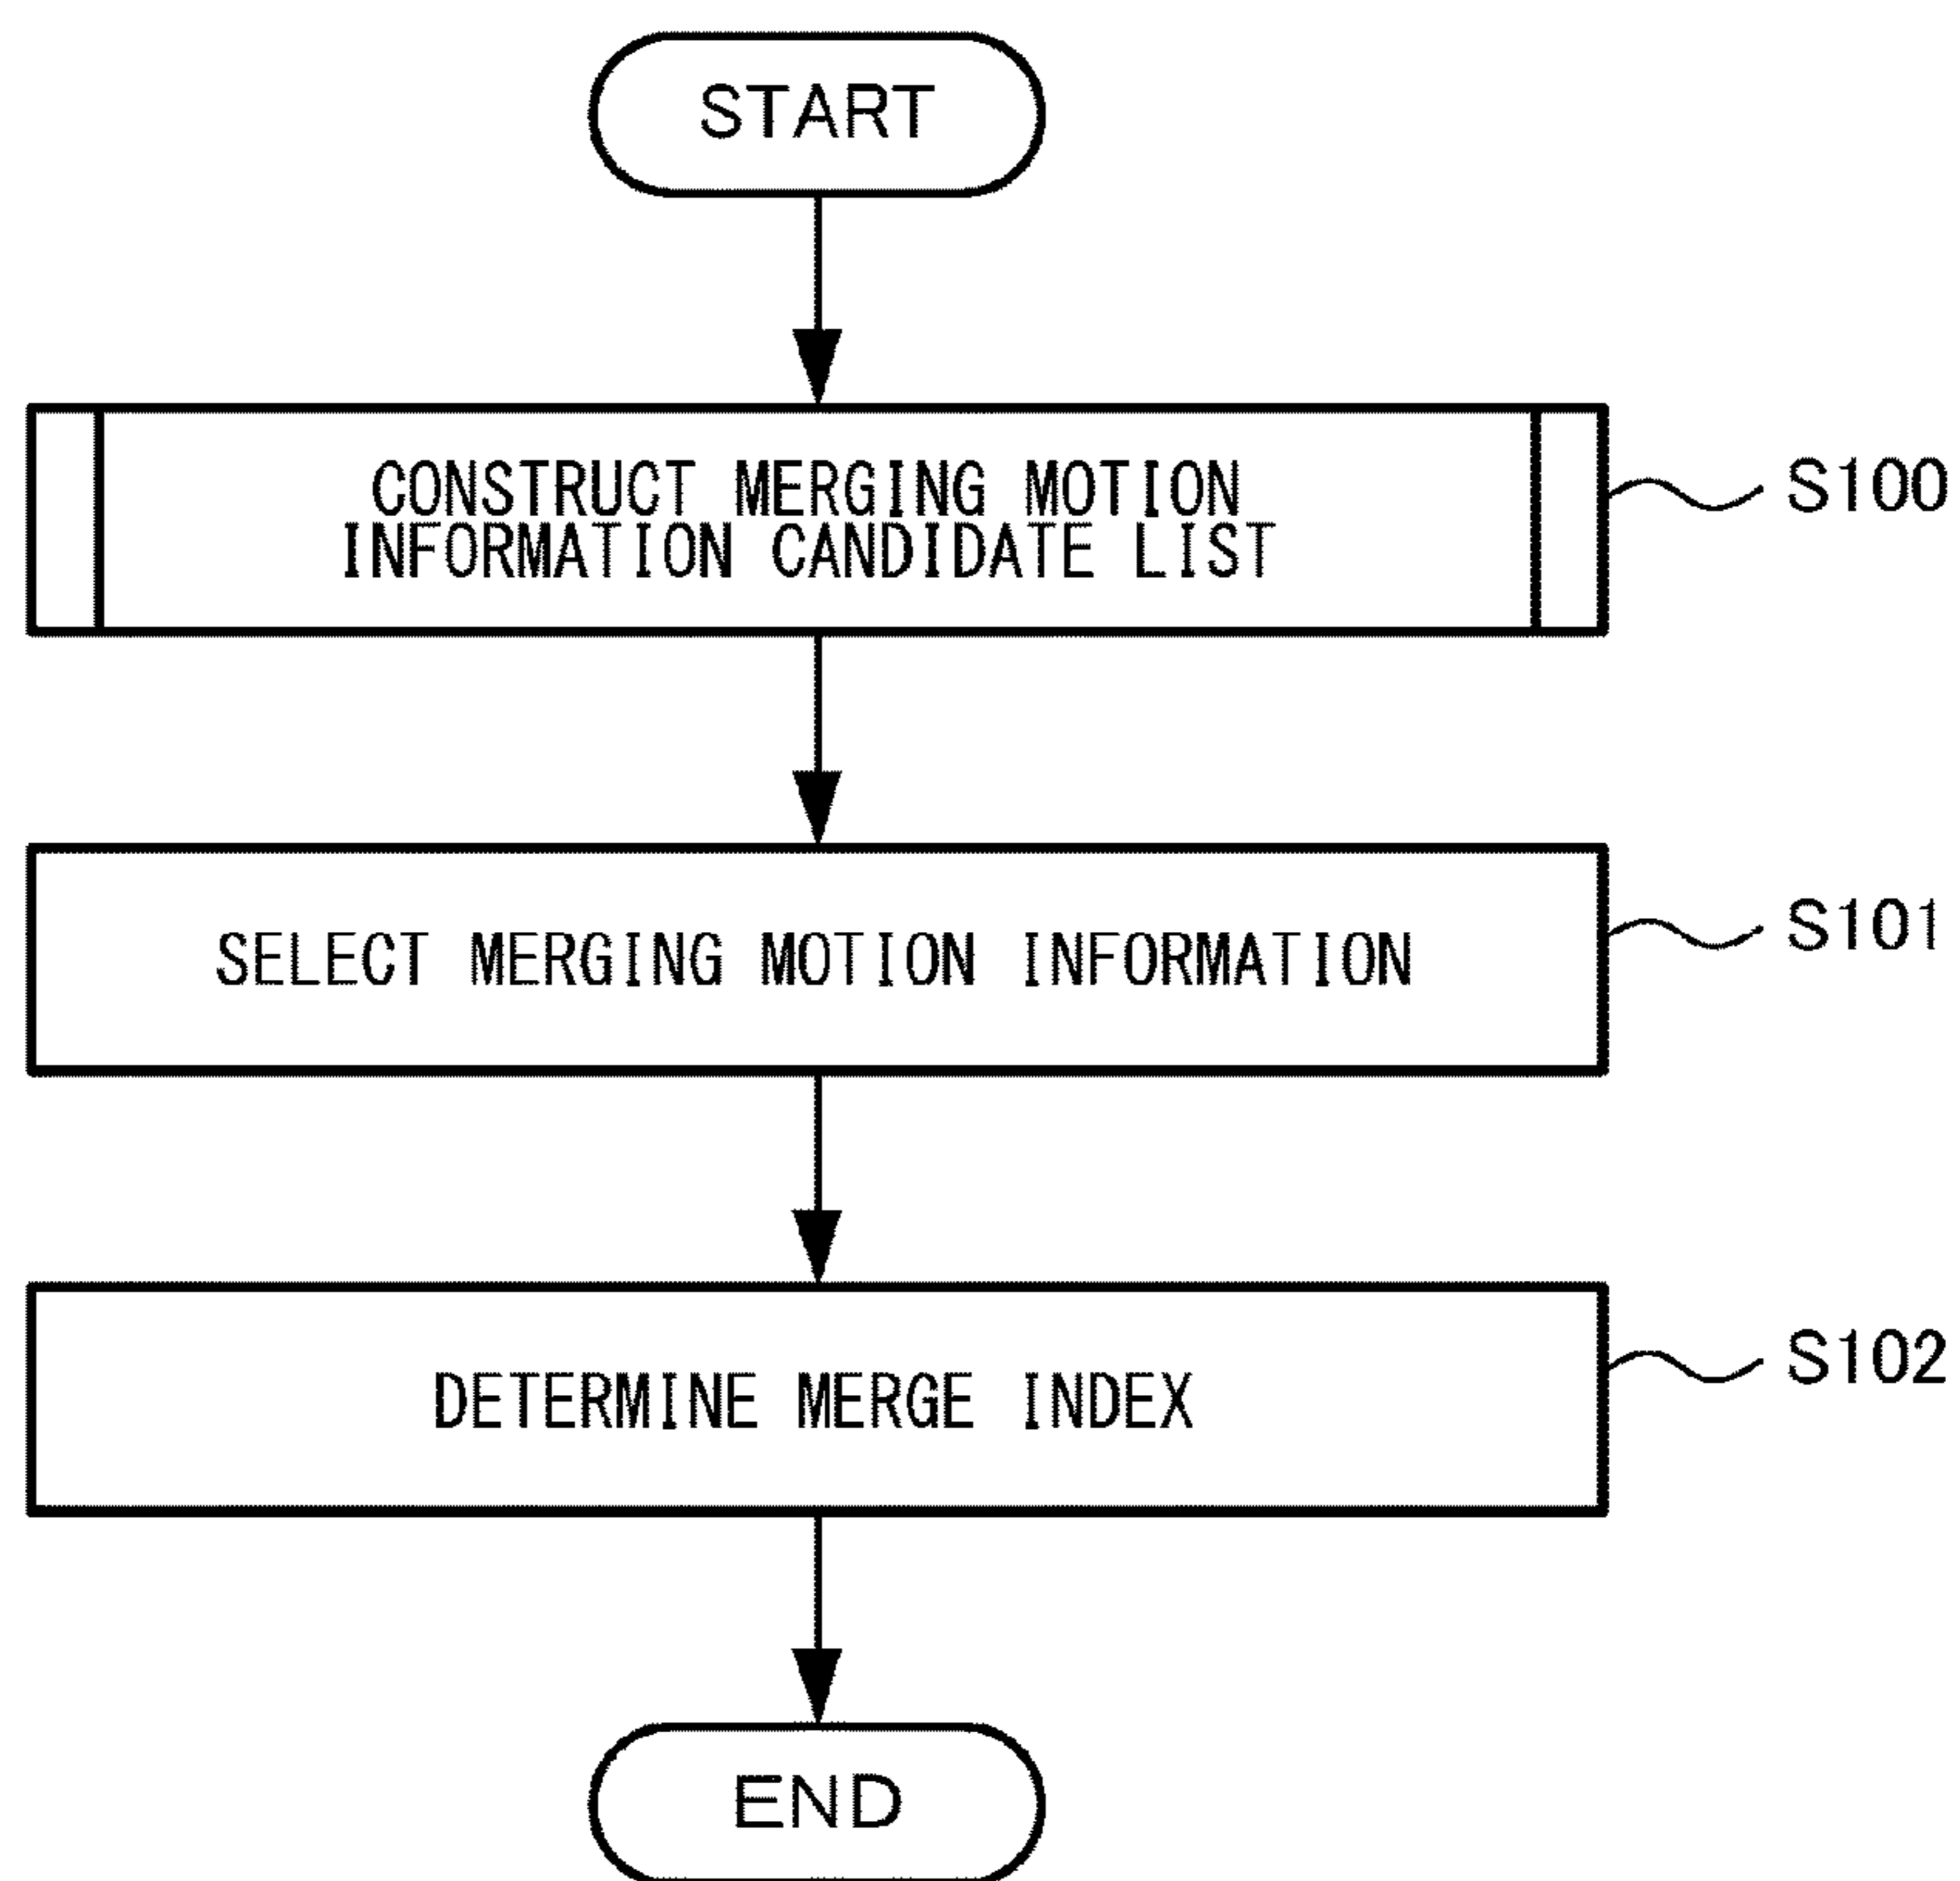 START
CONSTRUCT MERGING MOTION
INFORMATION CANDIDATE LIST
S100
SELECT MERGING MOTION INFORMATION
S101
DETERMINE MERGE INDEX
S102
END